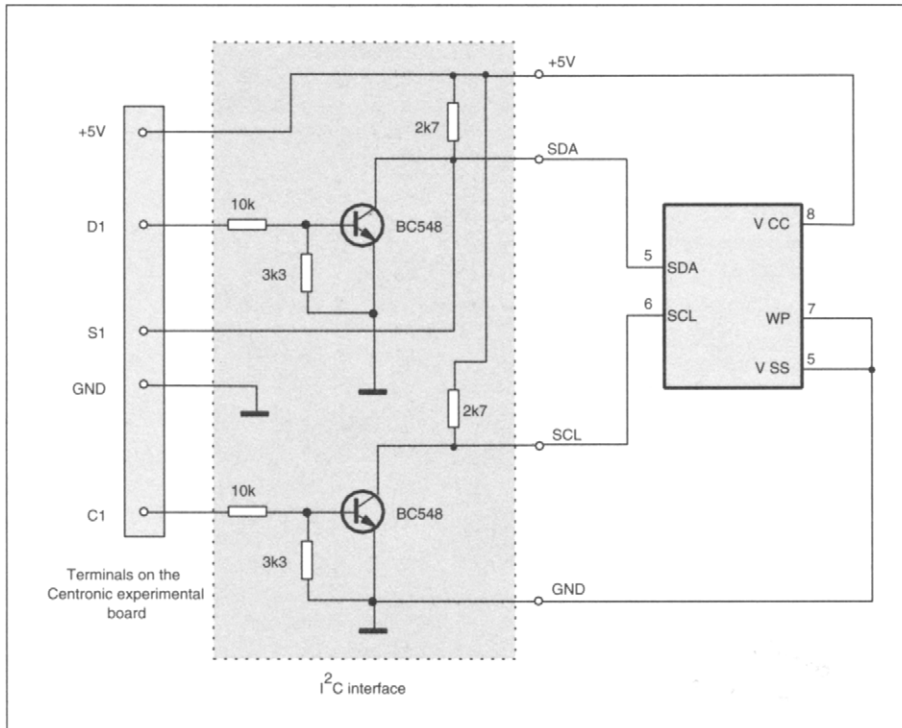 +5V
+5V
2k7
SDA
10k
D1
BC548
V CC
8
5
SDA
3k3
6
SCL
WP
7
S1
V SS
5
GND
2k7
SCL
10k
C1
BC548
3k3
Terminals on the
Centronic experimental
board
GND
I²C interface